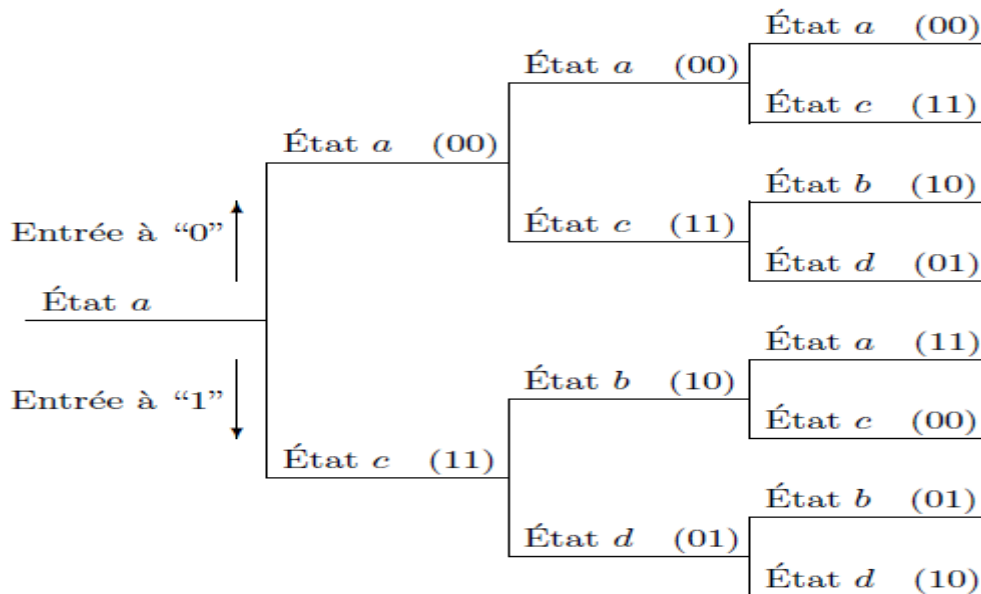 État a (00)
État a (00)
État c (11)
État a (00)
État b (10)
État c (11)
Entrée à “0”
État d (01)
État a
État a (11)
État b (10)
Entrée à “1”
État c (00)
État c (11)
État b (01)
État d (01)
État d (10)